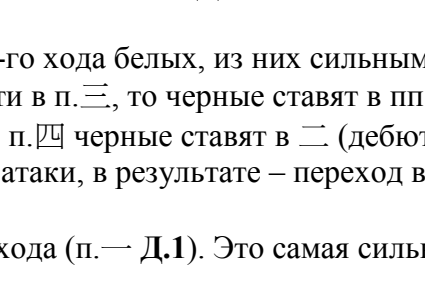 -го хода белых, из них сильным
ти в п.三, то черные ставят в пп
п.四 черные ставят в 二 (дебют
атаки, в результате – переход в
хода (п.一 Д.1). Это самая силь